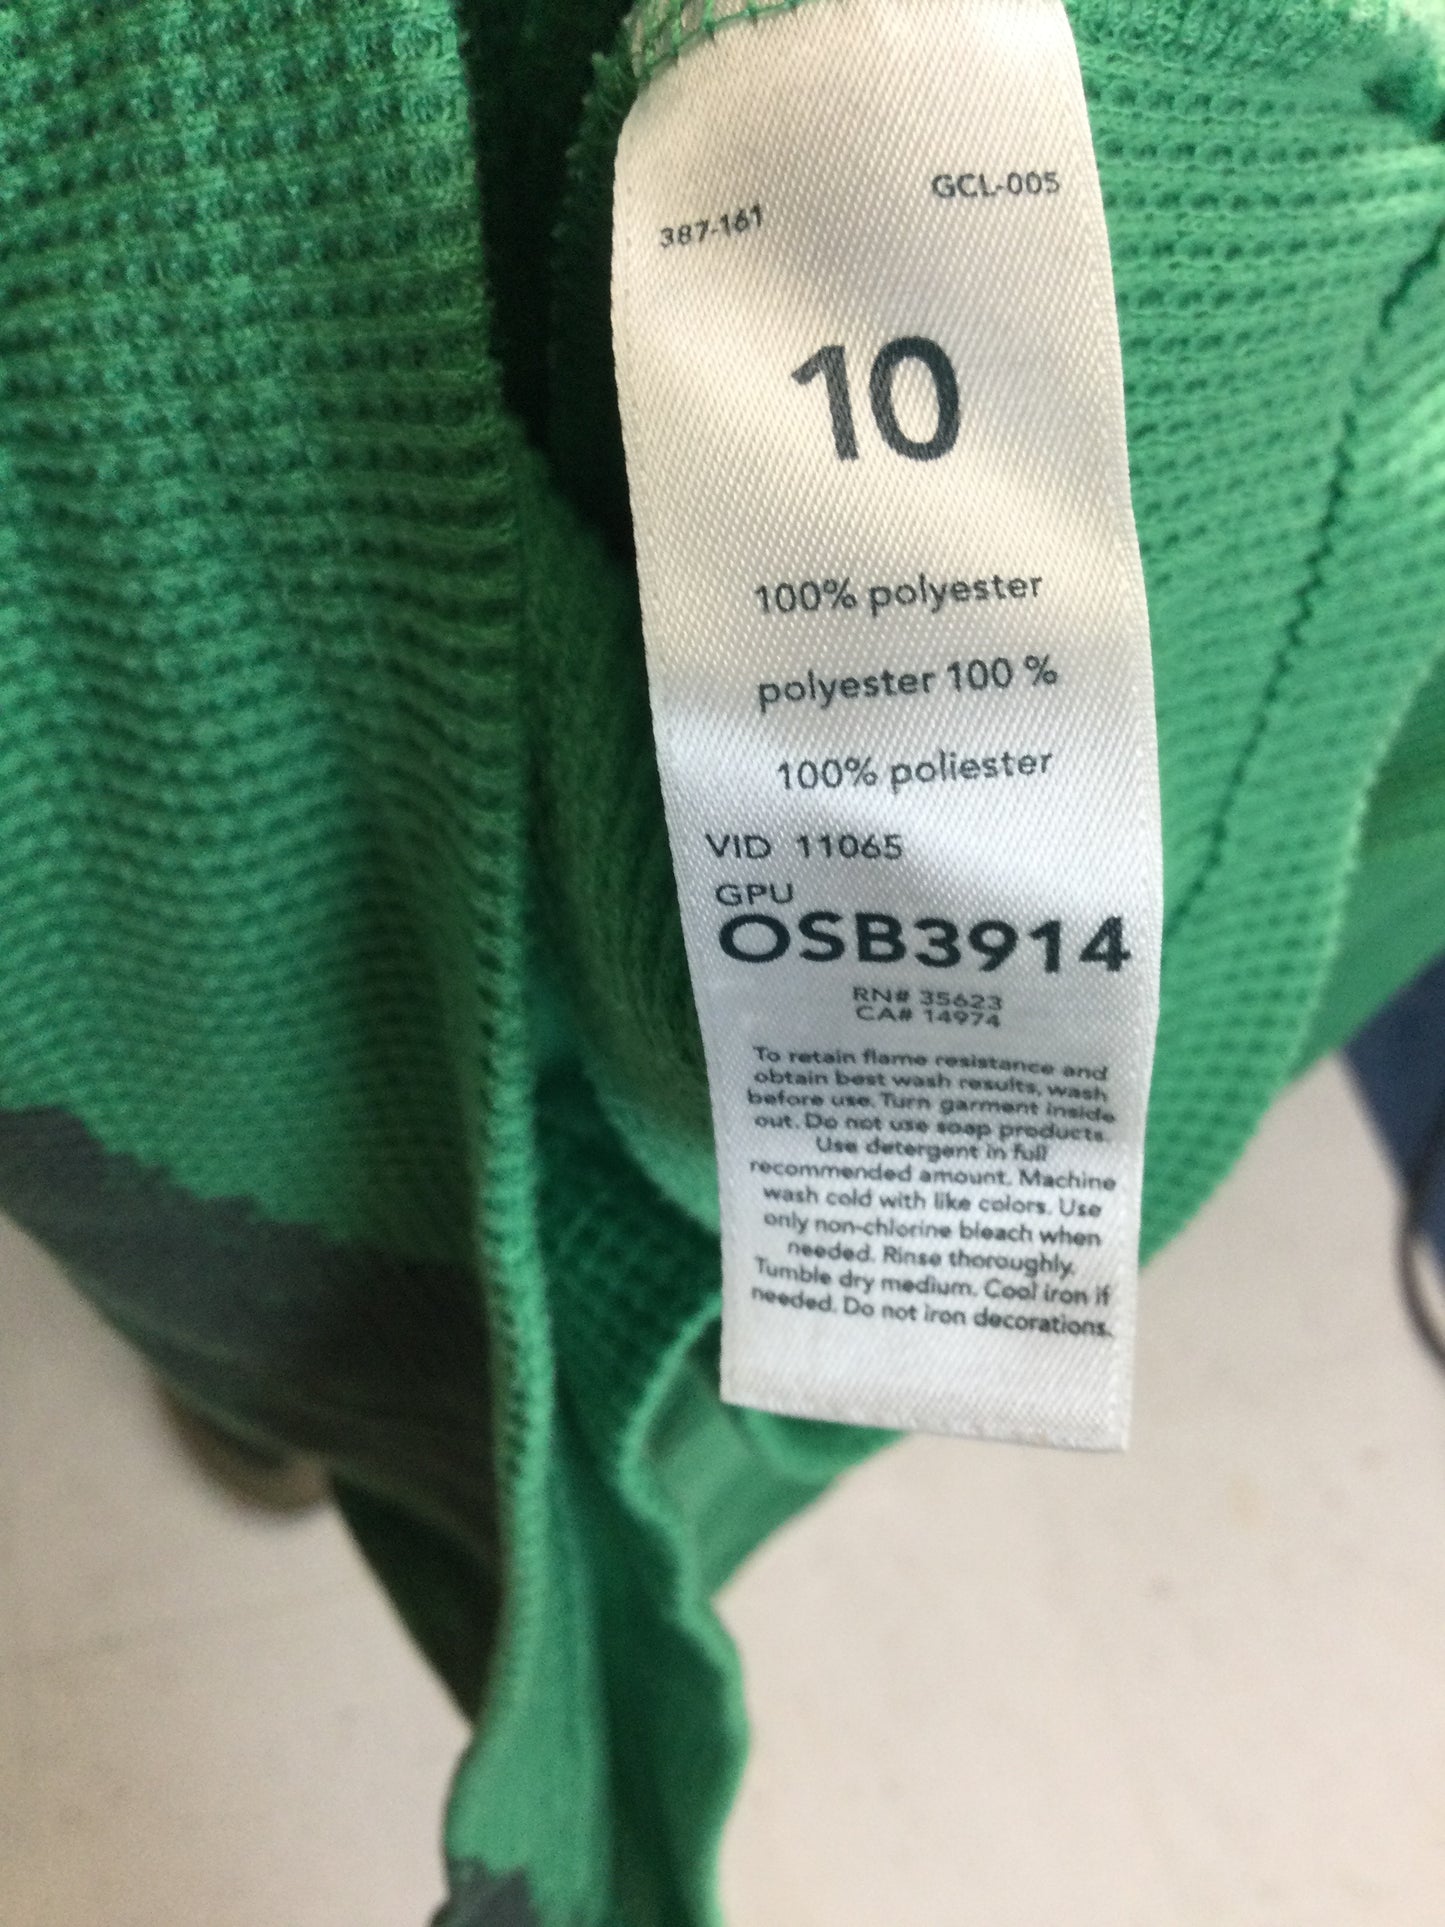 GCL-005
387-161
10
100% polyester
polyester 100 %
100% poliester
VID 11065
GPU
OSB3914
RN# 35623
CA# 14974
To retain flame resistance and
obtain best wash results, wash
before use. Turn garment inside
out. Do not use soap products.
Use detergent in full
recommended amount. Machine
wash cold with like colors. Use
only non-chlorine bleach when
needed. Rinse thoroughly.
Tumble dry medium. Cool iron if
needed. Do not iron decorations.